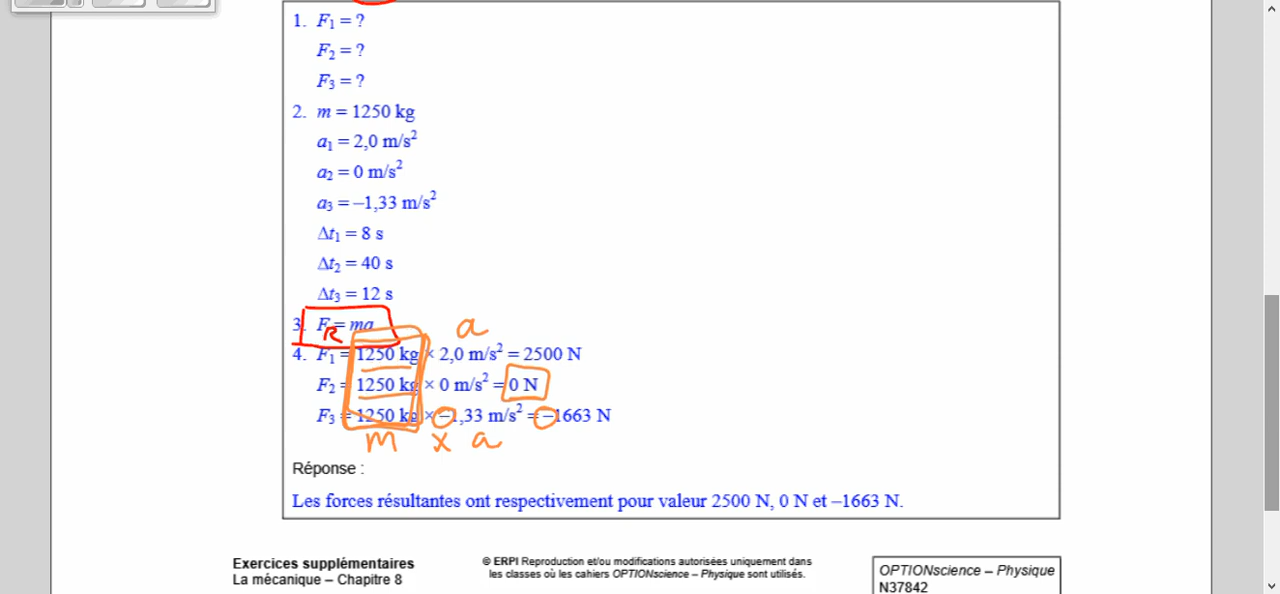 1. F₁ = ?
F₂ = ?
F₃ = ?
2. m = 1250 kg
a₁ = 2,0 m/s²
a₂ = 0 m/s²
a₃ = –1,33 m/s²
Δt₁ = 8 s
Δt₂ = 40 s
Δt₃ = 12 s
3. F = ma
R
a
4. F₁ = 1250 kg × 2,0 m/s² = 2500 N
F₂ = 1250 kg × 0 m/s² = 0 N
F₃ = 1250 kg × –1,33 m/s² = –1663 N
m x a
Réponse :
Les forces résultantes ont respectivement pour valeur 2500 N, 0 N et –1663 N.
Exercices supplémentaires
La mécanique – Chapitre 8
© ERPI Reproduction et/ou modifications autorisées uniquement dans
les classes où les cahiers OPTIONscience – Physique sont utilisés.
OPTIONscience – Physique
N37842